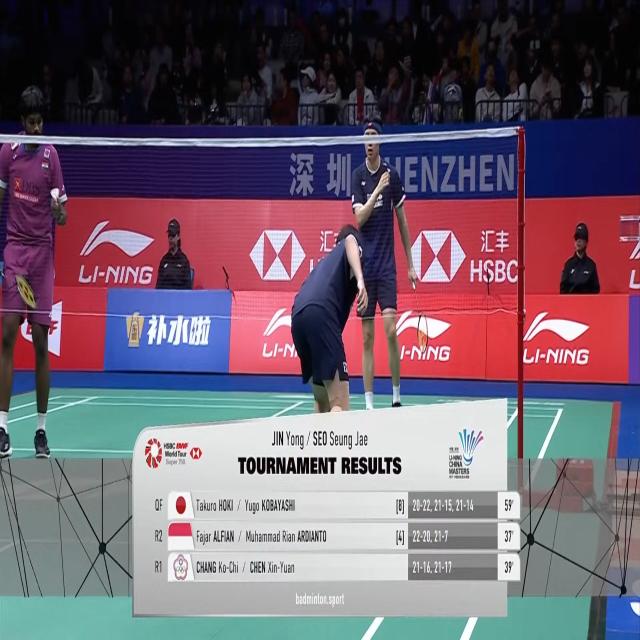 深圳 SHENZHEN
LI-NING
汇丰
HSBC
汇丰
HSBC
补水啦
LI-NING
LI-NING
LI-NING
JIN Yong / SEO Seung Jae
HSBC BWF
World Tour
Super 750
TOURNAMENT RESULTS
LI-NING
CHINA
MASTERS
QF Takuro HOKI / Yugo KOBAYASHI [8] 20-22, 21-15, 21-14 59'
R2 Fajar ALFIAN / Muhammad Rian ARDIANTO [4] 22-20, 21-7 37'
R1 CHANG Ko-Chi / CHEN Xin-Yuan 21-16, 21-17 39'
badminton.sport